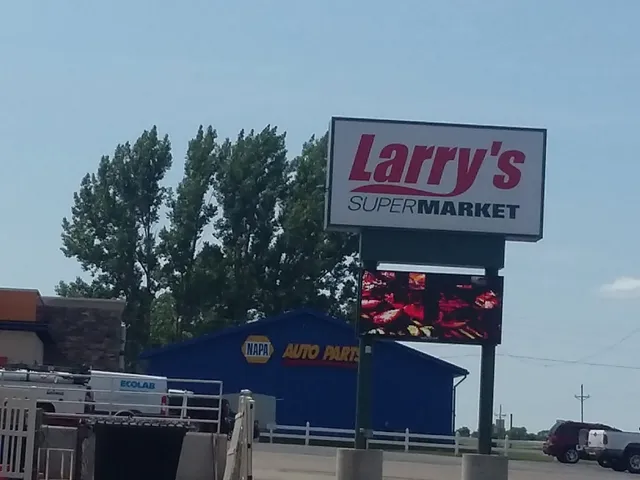 Larry's
SUPERMARKET
NAPA AUTO PARTS
ECOLAB